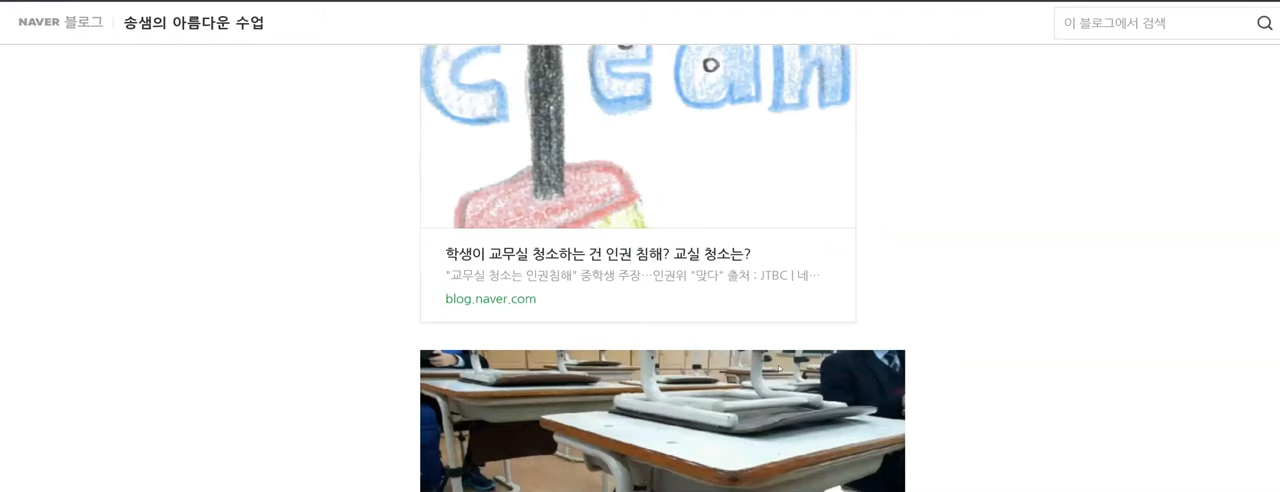 NAVER 블로그 송샘의 아름다운 수업
이 블로그에서 검색
clean
학생이 교무실 청소하는 건 인권 침해? 교실 청소는?
"교무실 청소는 인권침해" 중학생 주장…인권위 "맞다" 출처 : JTBC | 네…
blog.naver.com